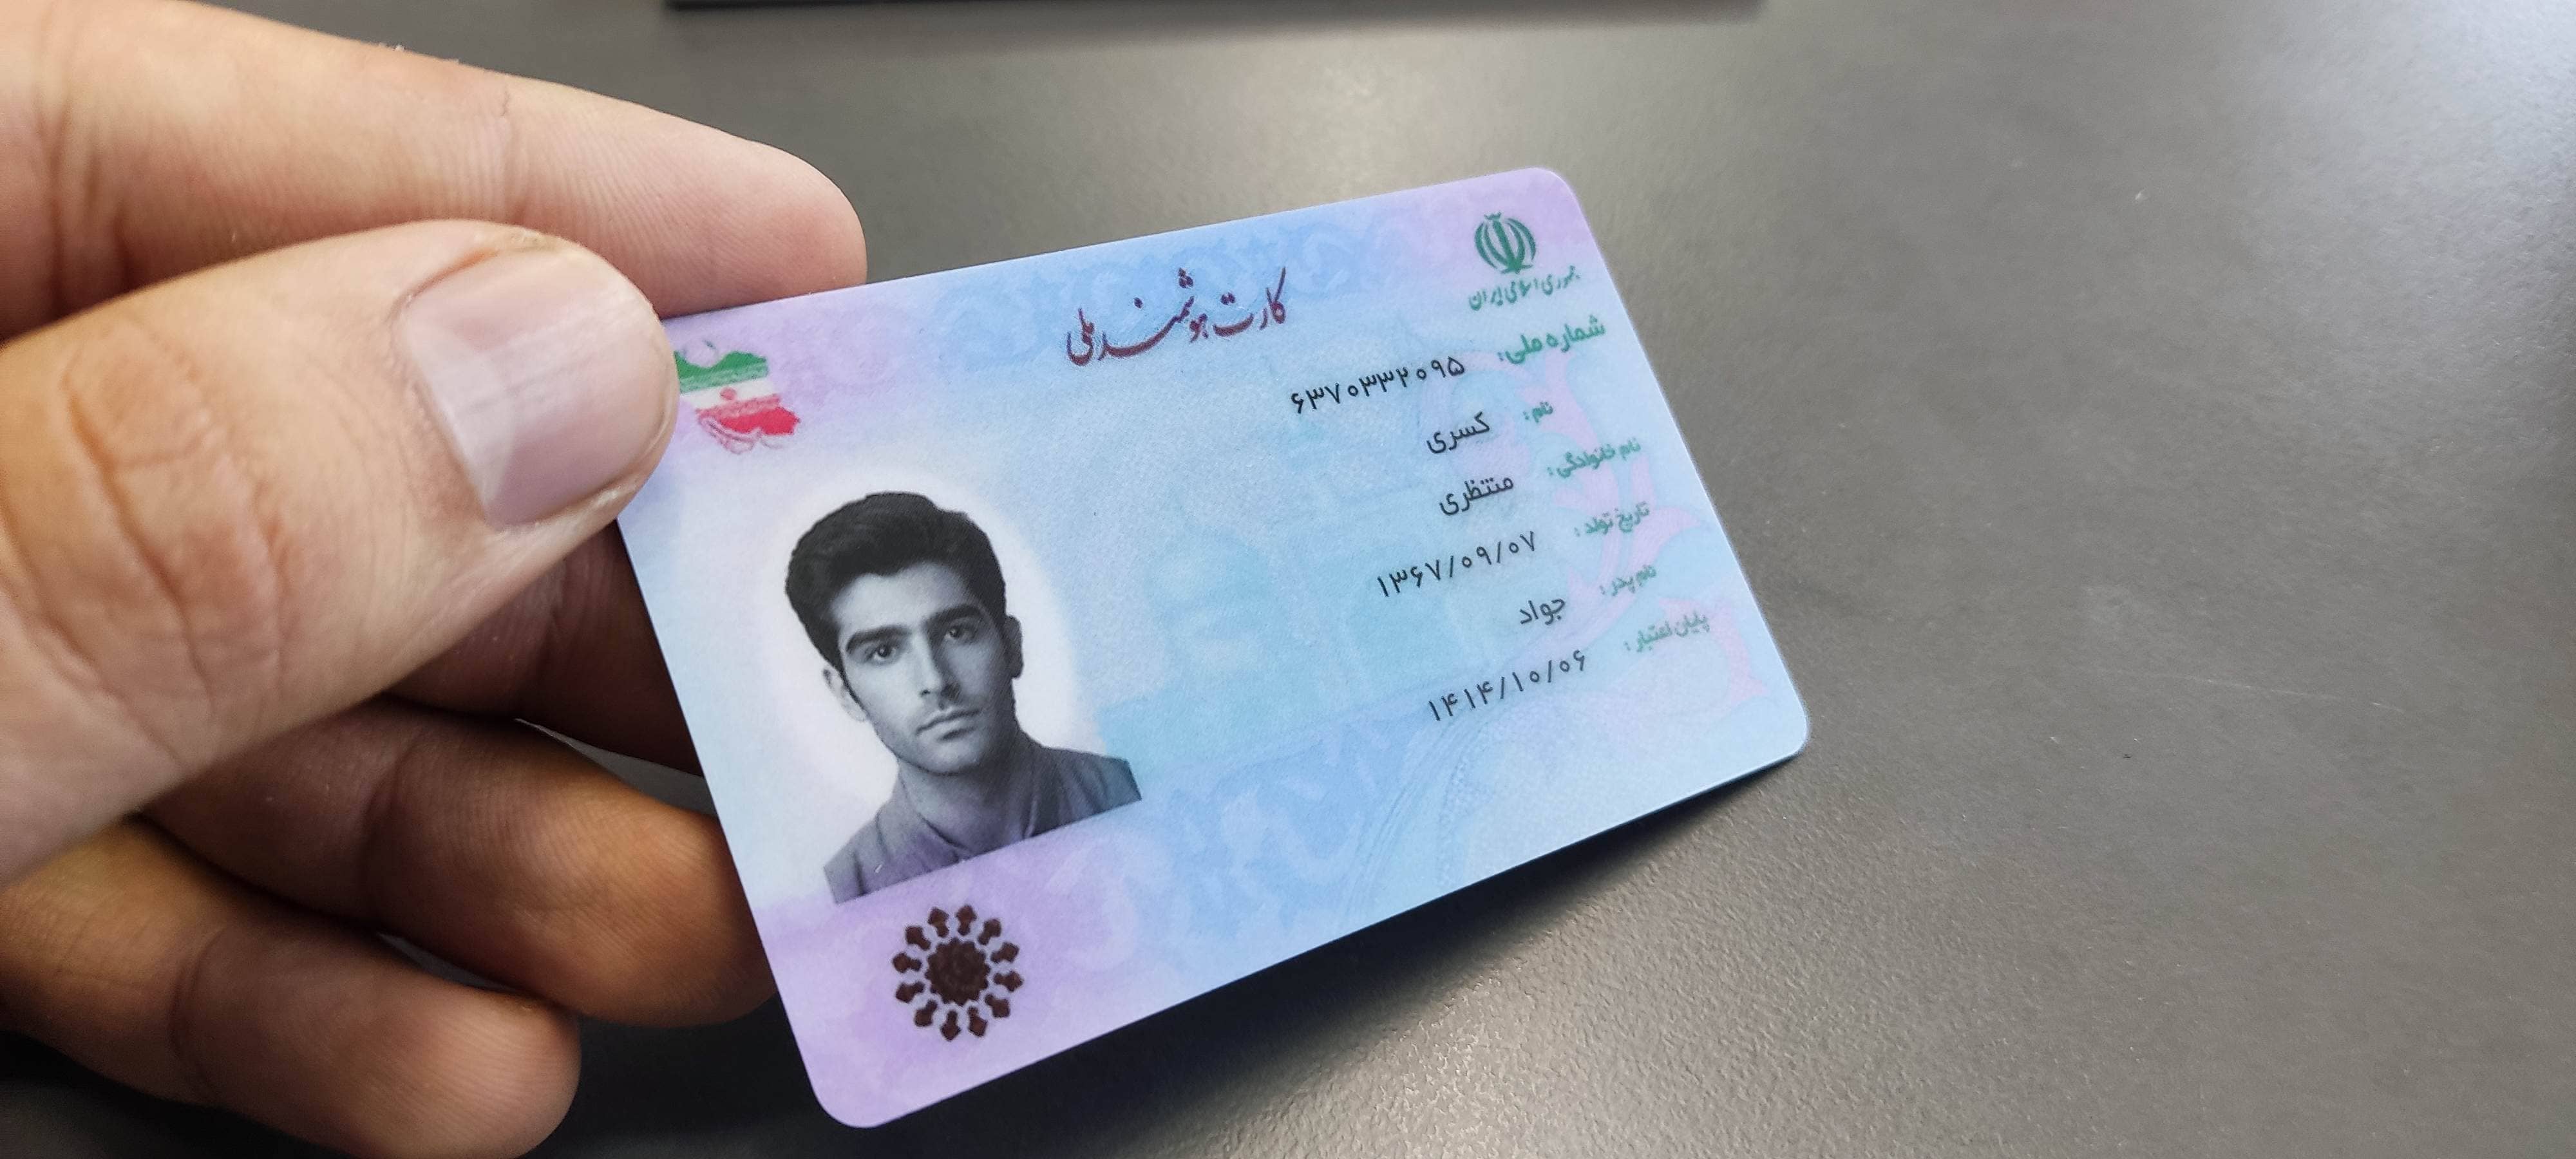 جمهوری اسلامی ایران
کارت هوشمند ملی
شماره ملی: ۶۳۷۰۳۳۲۰۹۵
نام: کسری
نام خانوادگی: منتظری
تاریخ تولد: ۱۳۶۷/۰۹/۰۷
نام پدر: جواد
پایان اعتبار: ۱۴۱۴/۱۰/۰۶